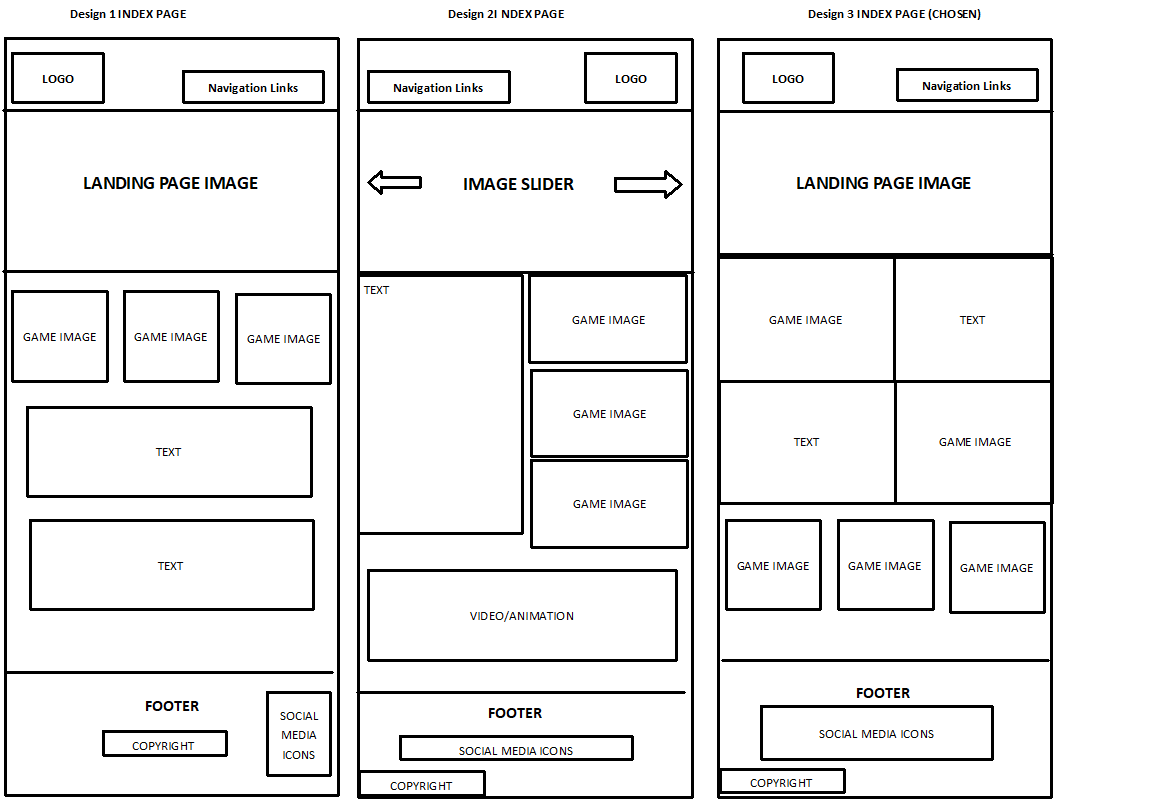 Design 1 INDEX PAGE
LOGO
Navigation Links
LANDING PAGE IMAGE
GAME IMAGE
GAME IMAGE
GAME IMAGE
TEXT
TEXT
FOOTER
COPYRIGHT
SOCIAL
MEDIA
ICONS
Design 2I NDEX PAGE
Navigation Links
LOGO
IMAGE SLIDER
TEXT
GAME IMAGE
GAME IMAGE
GAME IMAGE
VIDEO/ANIMATION
FOOTER
SOCIAL MEDIA ICONS
COPYRIGHT
Design 3 INDEX PAGE (CHOSEN)
LOGO
Navigation Links
LANDING PAGE IMAGE
GAME IMAGE
TEXT
TEXT
GAME IMAGE
GAME IMAGE
GAME IMAGE
GAME IMAGE
FOOTER
SOCIAL MEDIA ICONS
COPYRIGHT